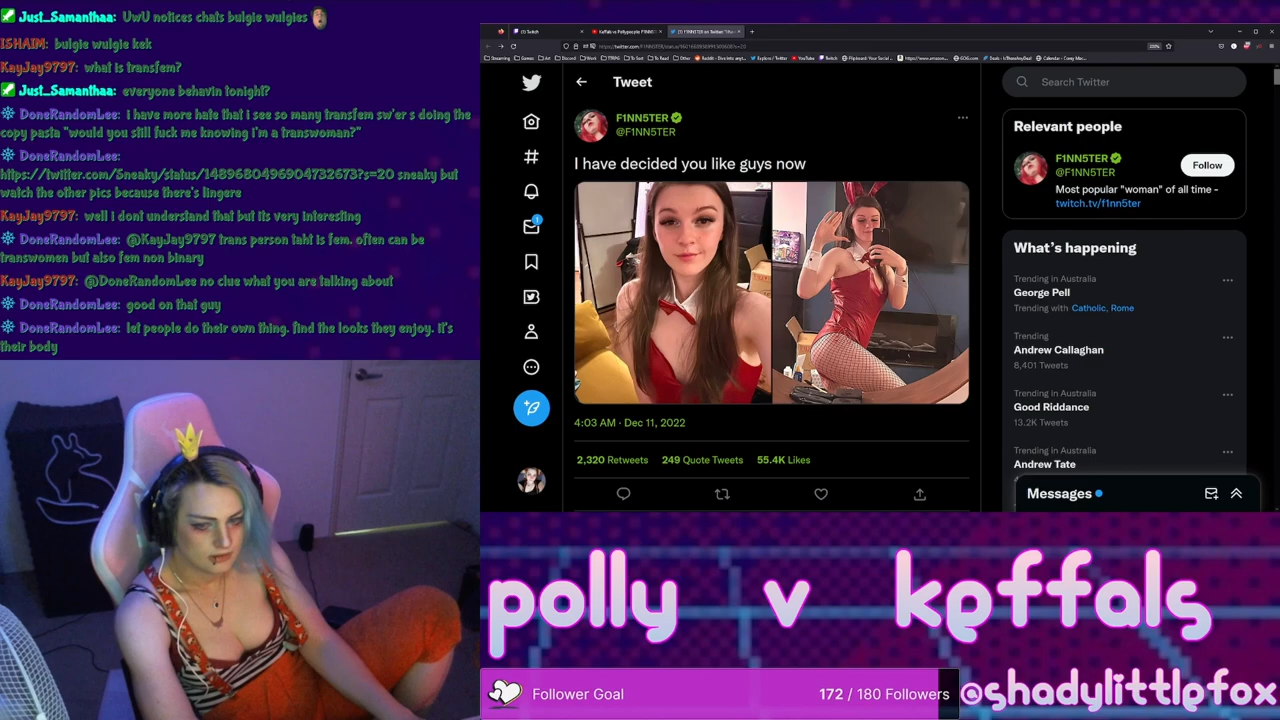 Just_Samanthaa: UwU notices chats bulgie wulgies
ISHAIM: bulgie wulgie kek
KayJay9797: what is transfem?
Just_Samanthaa: everyone behavin tonight?
DoneRandomLee: i have more hate that i see so many transfem sw'er s doing the
copy pasta "would you still fuck me knowing i'm a transwoman?"
DoneRandomLee:
https://twitter.com/Sneaky/status/1489680496904732673?s=20 sneaky but
watch the other pics because there's lingere
KayJay9797: well i dont understand that but its very interesting
DoneRandomLee: @KayJay9797 trans person taht is fem. often can be
transwomen but also fem non binary
KayJay9797: @DoneRandomLee no clue what you are talking about
DoneRandomLee: good on that guy
DoneRandomLee: let people do their own thing. find the looks they enjoy. it's
their body
Twitch
Tweet
F1NN5TER
@F1NN5TER
I have decided you like guys now
4:03 AM · Dec 11, 2022
2,320 Retweets 249 Quote Tweets 55.4K Likes
1
Search Twitter
Relevant people
F1NN5TER
@F1NN5TER
Follow
Most popular "woman" of all time -
twitch.tv/f1nn5ter
What's happening
Trending in Australia
George Pell
Trending with Catholic, Rome
Trending
Andrew Callaghan
8,401 Tweets
Trending in Australia
Good Riddance
13.2K Tweets
Trending in Australia
Andrew Tate
Messages
polly v keffals
Follower Goal 172 / 180 Followers
@shadylittlefox